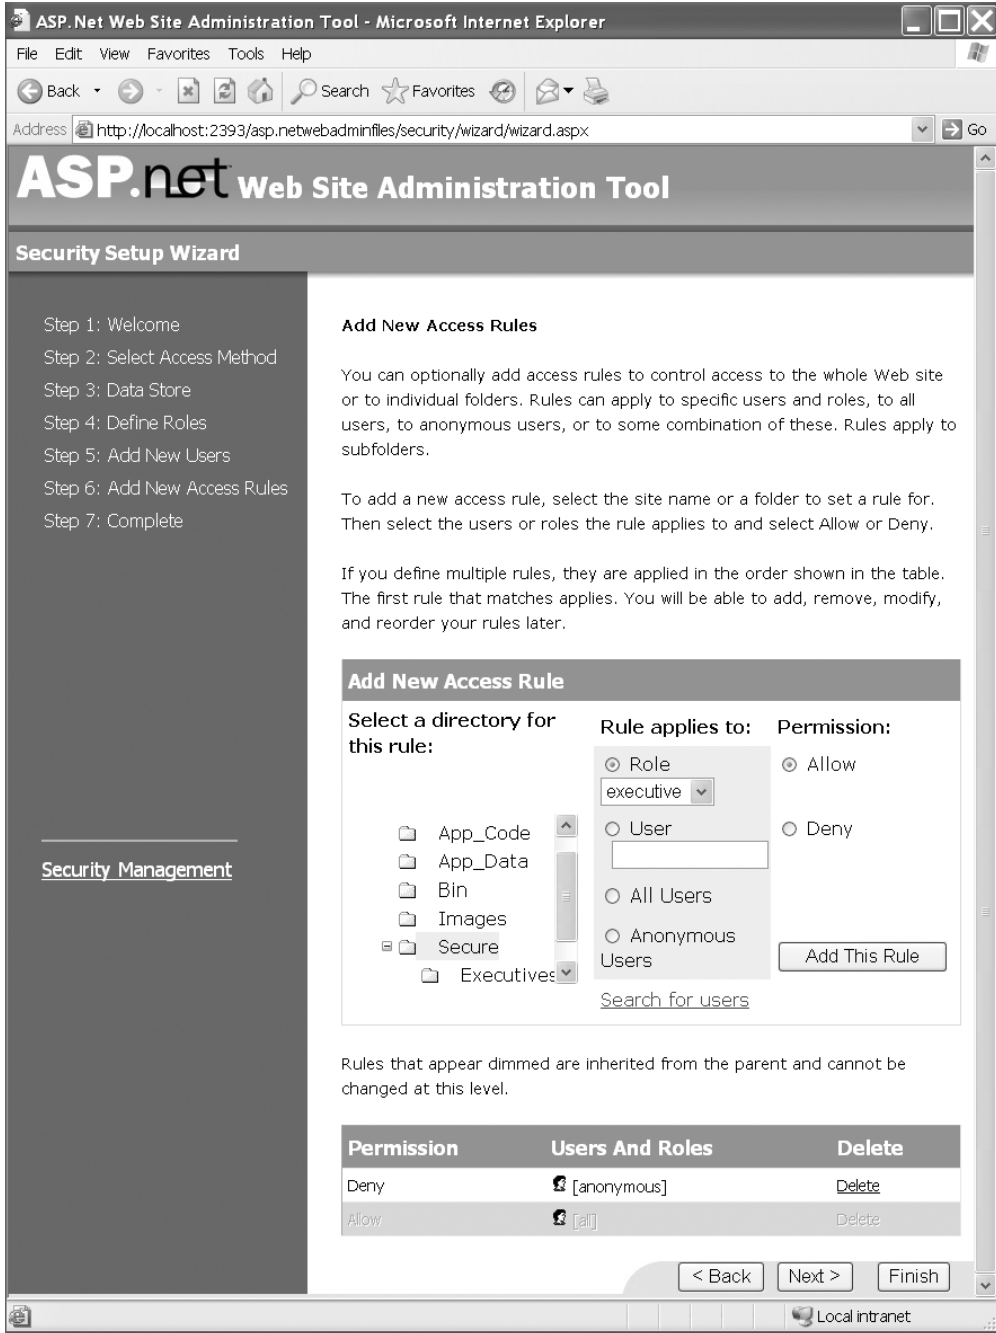 ASP.Net Web Site Administration Tool - Microsoft Internet Explorer
File Edit View Favorites Tools Help
Back Search Favorites
Address http://localhost:2393/asp.netwebadminfiles/security/wizard/wizard.aspx Go
ASP.net Web Site Administration Tool
Security Setup Wizard
Step 1: Welcome
Step 2: Select Access Method
Step 3: Data Store
Step 4: Define Roles
Step 5: Add New Users
Step 6: Add New Access Rules
Step 7: Complete
Security Management
Add New Access Rules
You can optionally add access rules to control access to the whole Web site
or to individual folders. Rules can apply to specific users and roles, to all
users, to anonymous users, or to some combination of these. Rules apply to
subfolders.
To add a new access rule, select the site name or a folder to set a rule for.
Then select the users or roles the rule applies to and select Allow or Deny.
If you define multiple rules, they are applied in the order shown in the table.
The first rule that matches applies. You will be able to add, remove, modify,
and reorder your rules later.
Add New Access Rule
Select a directory for
this rule:
App_Code
App_Data
Bin
Images
Secure
Executives
Rule applies to:
Role
executive
User
All Users
Anonymous
Users
Search for users
Permission:
Allow
Deny
Add This Rule
Rules that appear dimmed are inherited from the parent and cannot be
changed at this level.
Permission Users And Roles Delete
Deny [anonymous] Delete
Allow [all] Delete
< Back Next > Finish
Local intranet